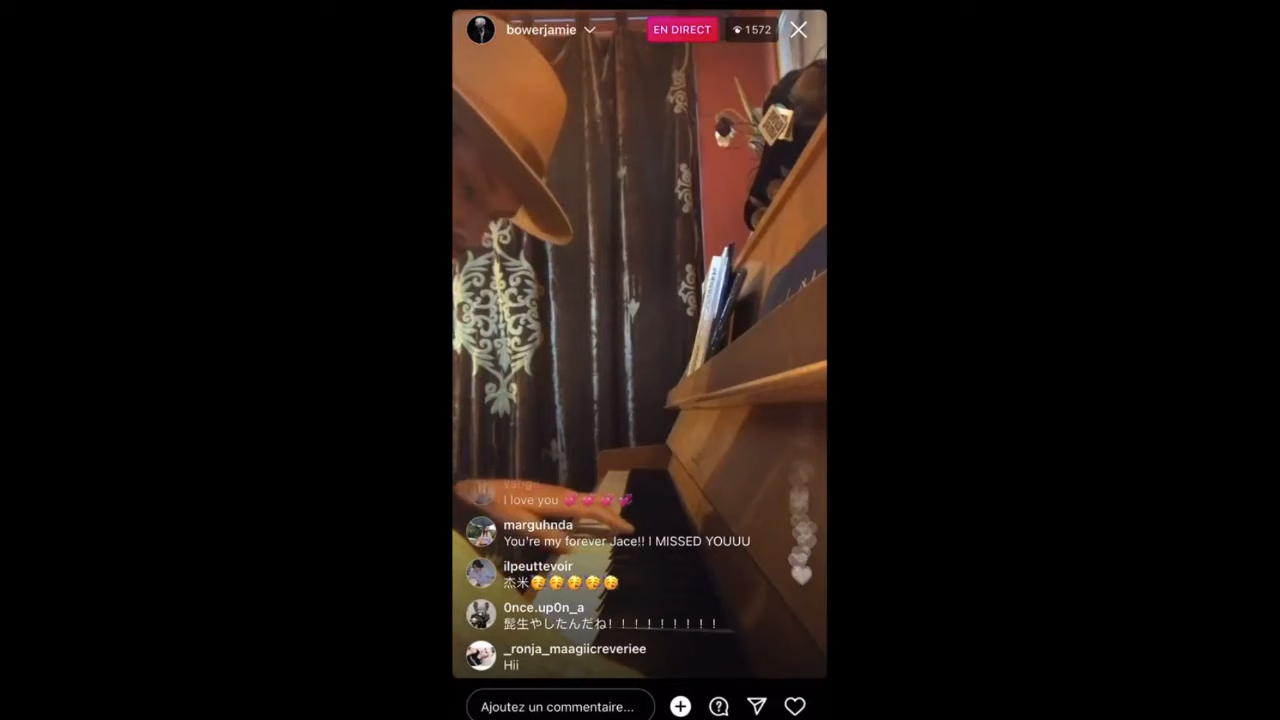 bowerjamie
EN DIRECT
1572
I love you 💞 💞 💞 💞
marguhnda
You're my forever Jace!! I MISSED YOUUU
ilpeuttevoir
杰米🥰🥰🥰🥰🥰
0nce.up0n_a
髭生やしたんだね！！！！！！！！！
_ronja_maagiicreveriee
Hii
Ajoutez un commentaire...